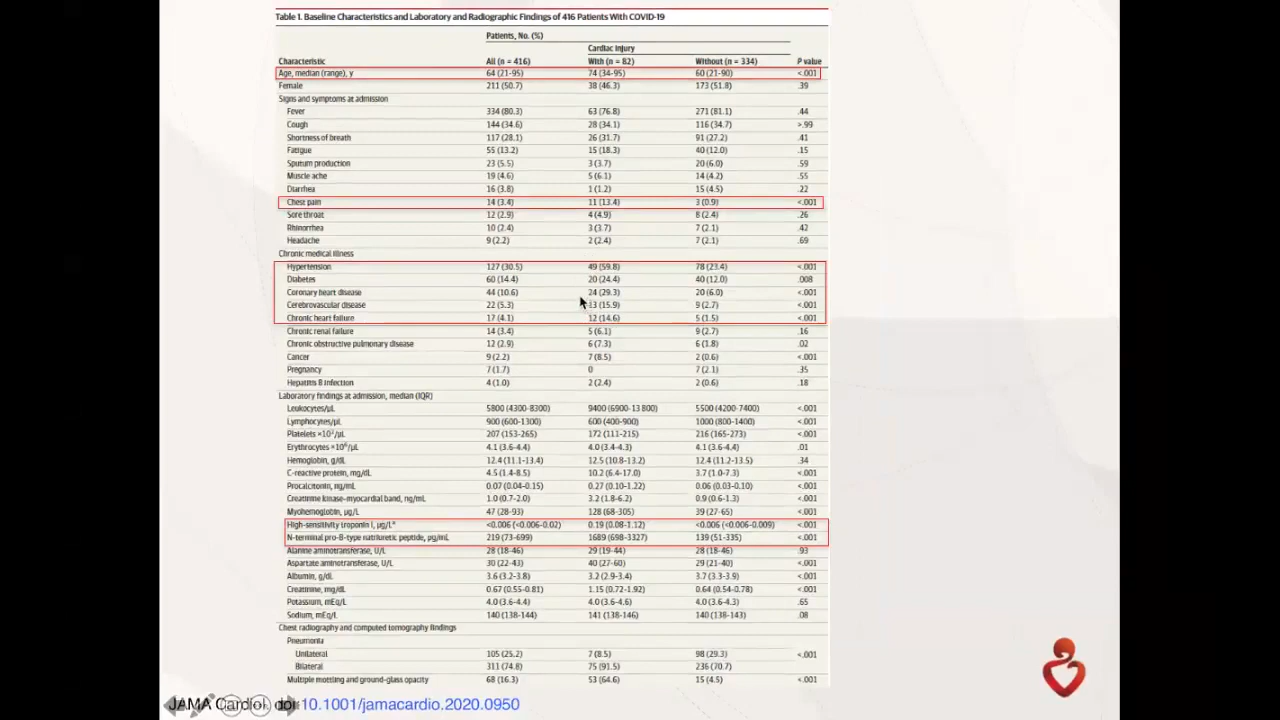 Table 1. Baseline Characteristics and Laboratory and Radiographic Findings of 416 Patients With COVID-19
Patients, No. (%)
Cardiac Injury
Characteristic All (n = 416) With (n = 82) Without (n = 334) P value
Age, median (range), y 64 (21-95) 74 (34-95) 60 (21-90) <.001
Female 211 (50.7) 38 (46.3) 173 (51.8) .39
Signs and symptoms at admission
Fever 334 (80.3) 63 (76.8) 271 (81.1) .44
Cough 144 (34.6) 28 (34.1) 116 (34.7) >.99
Shortness of breath 117 (28.1) 26 (31.7) 91 (27.2) .41
Fatigue 55 (13.2) 15 (18.3) 40 (12.0) .15
Sputum production 23 (5.5) 3 (3.7) 20 (6.0) .59
Muscle ache 19 (4.6) 5 (6.1) 14 (4.2) .55
Diarrhea 16 (3.8) 1 (1.2) 15 (4.5) .22
Chest pain 14 (3.4) 11 (13.4) 3 (0.9) <.001
Sore throat 12 (2.9) 4 (4.9) 8 (2.4) .26
Rhinorrhea 10 (2.4) 3 (3.7) 7 (2.1) .42
Headache 9 (2.2) 2 (2.4) 7 (2.1) .69
Chronic medical illness
Hypertension 127 (30.5) 49 (59.8) 78 (23.4) <.001
Diabetes 60 (14.4) 20 (24.4) 40 (12.0) .008
Coronary heart disease 44 (10.6) 24 (29.3) 20 (6.0) <.001
Cerebrovascular disease 22 (5.3) 13 (15.9) 9 (2.7) <.001
Chronic heart failure 17 (4.1) 12 (14.6) 5 (1.5) <.001
Chronic renal failure 14 (3.4) 5 (6.1) 9 (2.7) .16
Chronic obstructive pulmonary disease 12 (2.9) 6 (7.3) 6 (1.8) .02
Cancer 9 (2.2) 7 (8.5) 2 (0.6) <.001
Pregnancy 7 (1.7) 0 7 (2.1) .35
Hepatitis B infection 4 (1.0) 2 (2.4) 2 (0.6) .18
Laboratory findings at admission, median (IQR)
Leukocytes/μL 5800 (4300-8300) 9400 (6900-13 800) 5500 (4200-7400) <.001
Lymphocytes/μL 900 (600-1300) 600 (400-900) 1000 (800-1400) <.001
Platelets ×10³/μL 207 (153-265) 172 (111-215) 216 (165-273) <.001
Erythrocytes ×10⁶/μL 4.1 (3.6-4.4) 4.0 (3.4-4.3) 4.1 (3.6-4.4) .01
Hemoglobin, g/dL 12.4 (11.1-13.4) 12.5 (10.8-13.2) 12.4 (11.2-13.5) .34
C-reactive protein, mg/dL 4.5 (1.4-8.5) 10.2 (6.4-17.0) 3.7 (1.0-7.3) <.001
Procalcitonin, ng/mL 0.07 (0.04-0.15) 0.27 (0.10-1.22) 0.06 (0.03-0.10) <.001
Creatinine kinase–myocardial band, ng/mL 1.0 (0.7-2.0) 3.2 (1.8-6.2) 0.9 (0.6-1.3) <.001
Myohemoglobin, μg/L 47 (28-93) 128 (68-305) 39 (27-65) <.001
High-sensitivity troponin I, μg/Lᵃ <0.006 (<0.006-0.02) 0.19 (0.08-1.12) <0.006 (<0.006-0.009) <.001
N-terminal pro-B-type natriuretic peptide, pg/mL 219 (73-699) 1689 (698-3327) 139 (51-335) <.001
Alanine aminotransferase, U/L 28 (18-46) 29 (19-44) 28 (18-46) .93
Aspartate aminotransferase, U/L 30 (22-43) 40 (27-60) 29 (21-40) <.001
Albumin, g/dL 3.6 (3.2-3.8) 3.2 (2.9-3.4) 3.7 (3.3-3.9) <.001
Creatinine, mg/dL 0.67 (0.55-0.81) 1.15 (0.72-1.92) 0.64 (0.54-0.78) <.001
Potassium, mEq/L 4.0 (3.6-4.4) 4.0 (3.6-4.6) 4.0 (3.6-4.3) .65
Sodium, mEq/L 140 (138-144) 141 (138-146) 140 (138-143) .08
Chest radiography and computed tomography findings
Pneumonia
Unilateral 105 (25.2) 7 (8.5) 98 (29.3) <.001
Bilateral 311 (74.8) 75 (91.5) 236 (70.7)
Multiple mottling and ground-glass opacity 68 (16.3) 53 (64.6) 15 (4.5) <.001
JAMA Cardiol. doi:10.1001/jamacardio.2020.0950